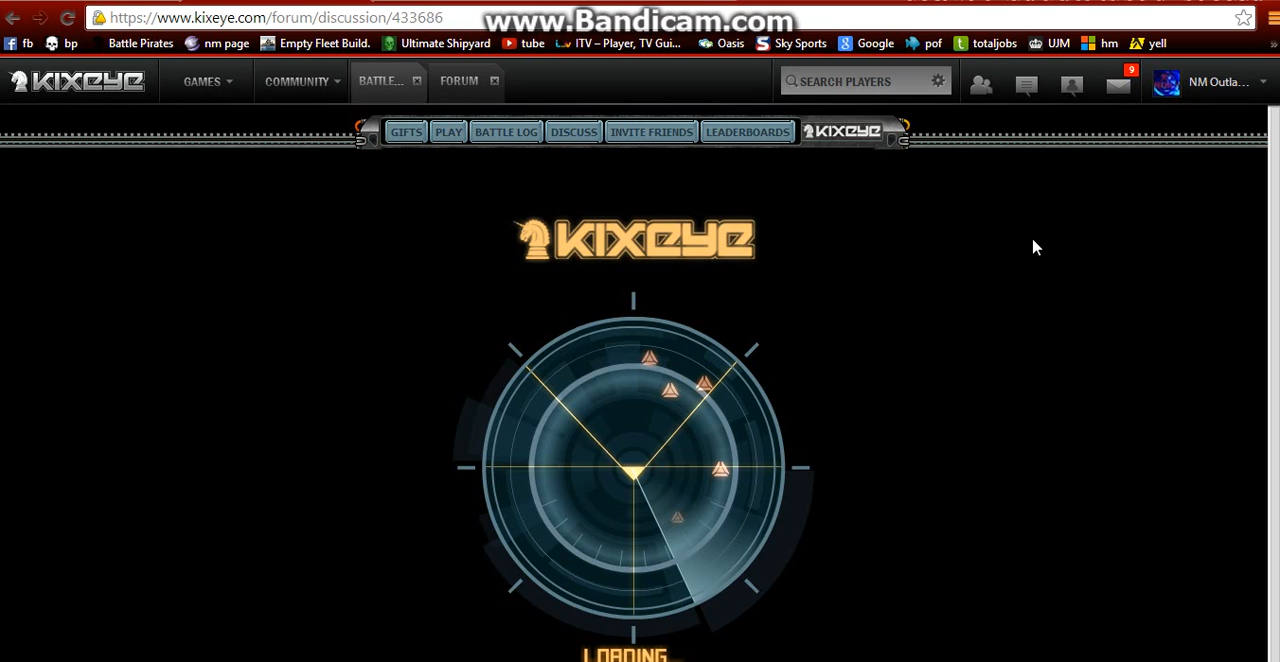 https://www.kixeye.com/forum/discussion/433686
www.Bandicam.com
fb bp Battle Pirates nm page Empty Fleet Build. Ultimate Shipyard tube ITV – Player, TV Gui... Oasis Sky Sports Google pof totaljobs UJM hm yell »
KIXEYE GAMES COMMUNITY BATTLE... FORUM SEARCH PLAYERS 9 NM Outla...
GIFTS PLAY BATTLE LOG DISCUSS INVITE FRIENDS LEADERBOARDS KIXEYE
KIXEYE
LOADING